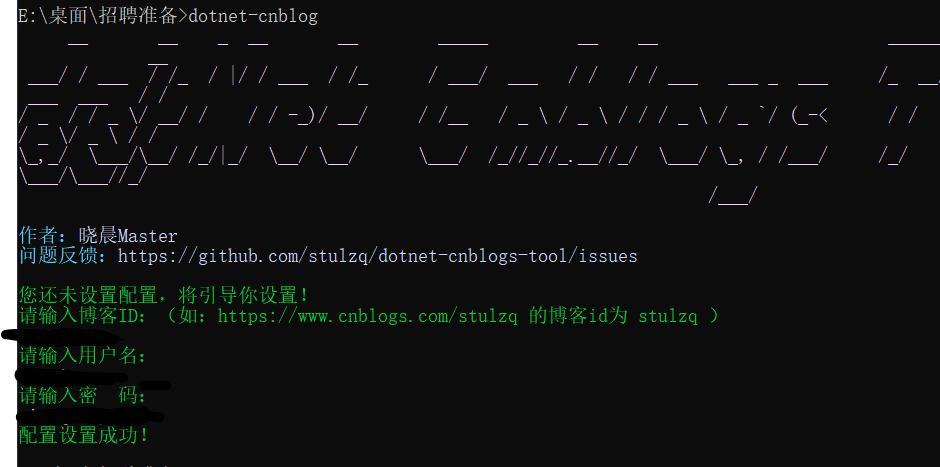 E:\桌面\招聘准备>dotnet-cnblog
作者：晓晨Master
问题反馈：https://github.com/stulzq/dotnet-cnblogs-tool/issues
您还未设置配置，将引导你设置！
请输入博客ID：（如：https://www.cnblogs.com/stulzq 的博客id为 stulzq ）
请输入用户名：
请输入密  码：
配置设置成功！